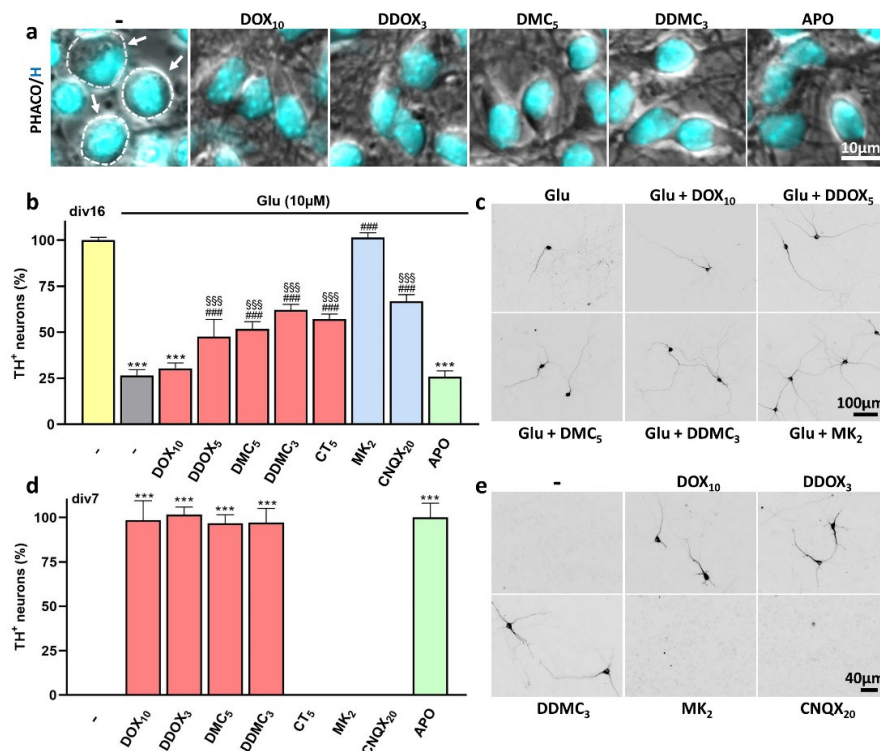 - DOX₁₀ DDOX₃ DMC₅ DDMC₃ APO
a
PHACO/H
10µm
b
div16
Glu (10µM)
TH⁺ neurons (%)
100
75
50
25
0
*** *** §§§ ### §§§ ### §§§ ### §§§ ### ### §§§ ### ***
- - DOX₁₀ DDOX₅ DMC₅ DDMC₃ CT₅ MK₂ CNQX₂₀ APO
c
Glu Glu + DOX₁₀ Glu + DDOX₅
100µm
Glu + DMC₅ Glu + DDMC₃ Glu + MK₂
d
div7
TH⁺ neurons (%)
100
75
50
25
0
*** *** *** *** ***
- DOX₁₀ DDOX₃ DMC₅ DDMC₃ CT₅ MK₂ CNQX₂₀ APO
e
- DOX₁₀ DDOX₃
40µm
DDMC₃ MK₂ CNQX₂₀